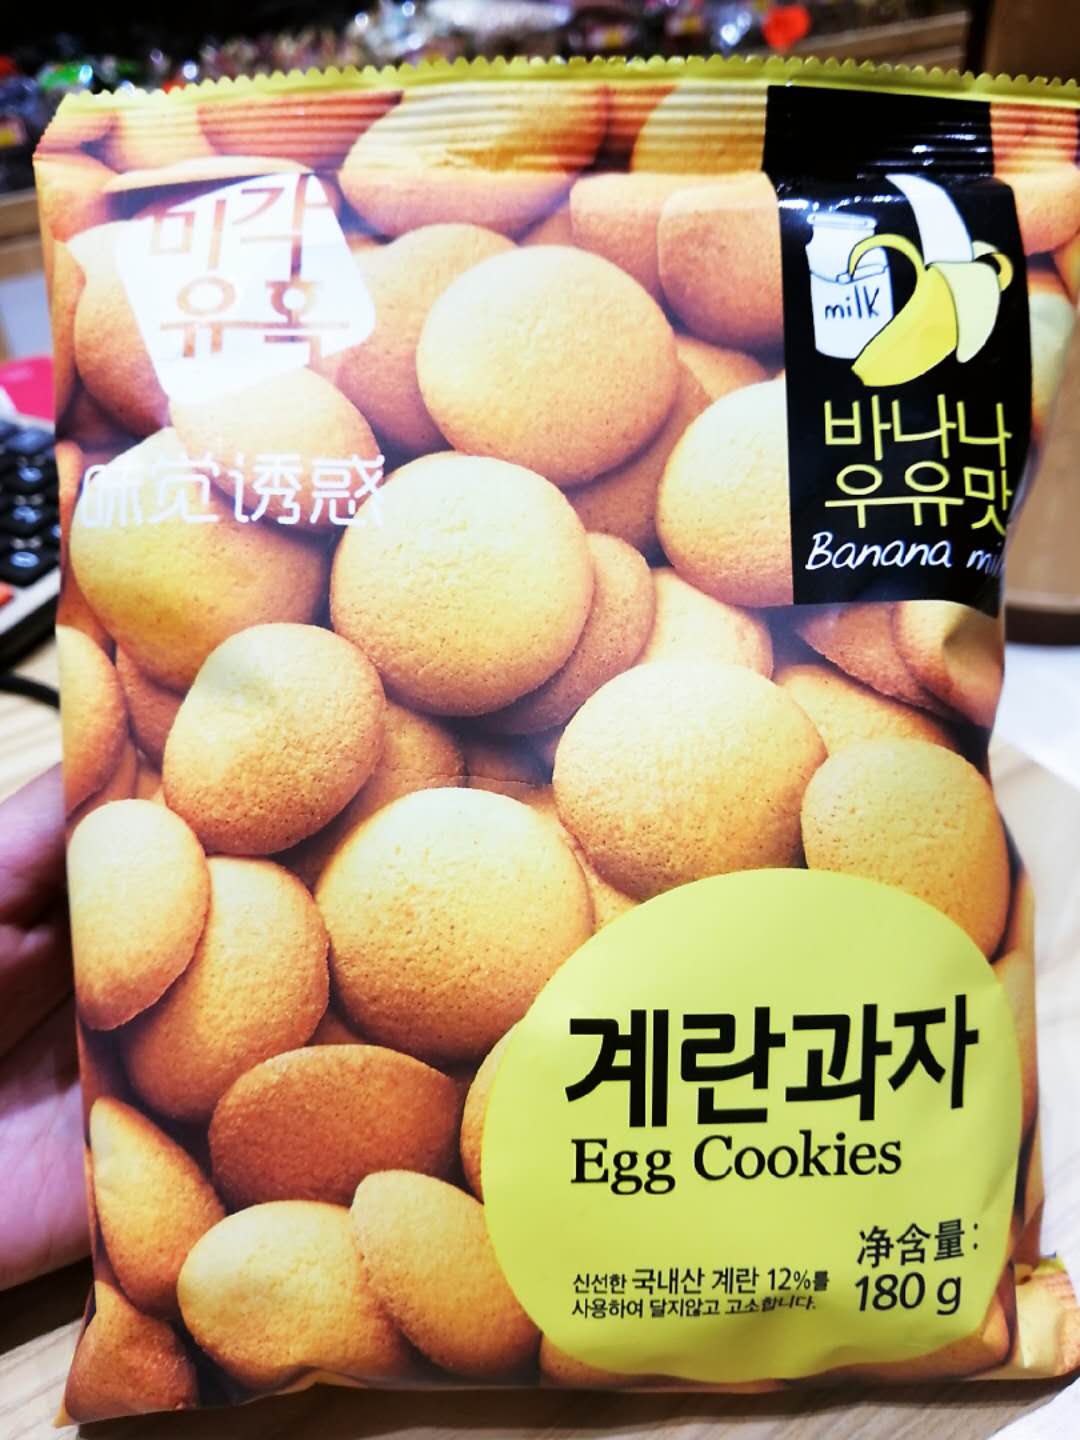 미각
유혹
味觉诱惑
milk
바나나
우유맛
Banana
계란과자
Egg Cookies
신선한 국내산 계란 12%를
사용하여 달지않고 고소합니다.
净含量:
180 g